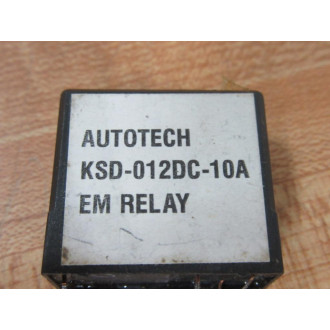 AUTOTECH
KSD-012DC-10A
EM RELAY